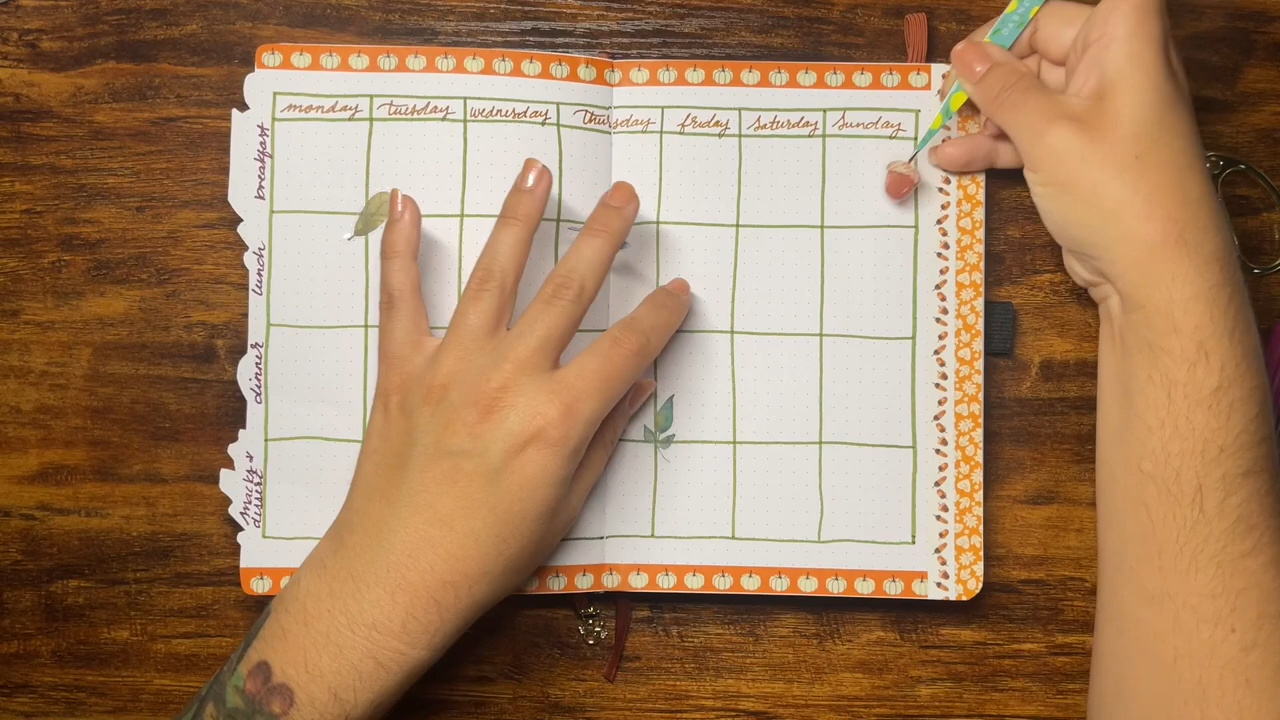 monday tuesday wednesday thursday friday saturday sunday
breakfast
lunch
dinner
snacks &
dessert